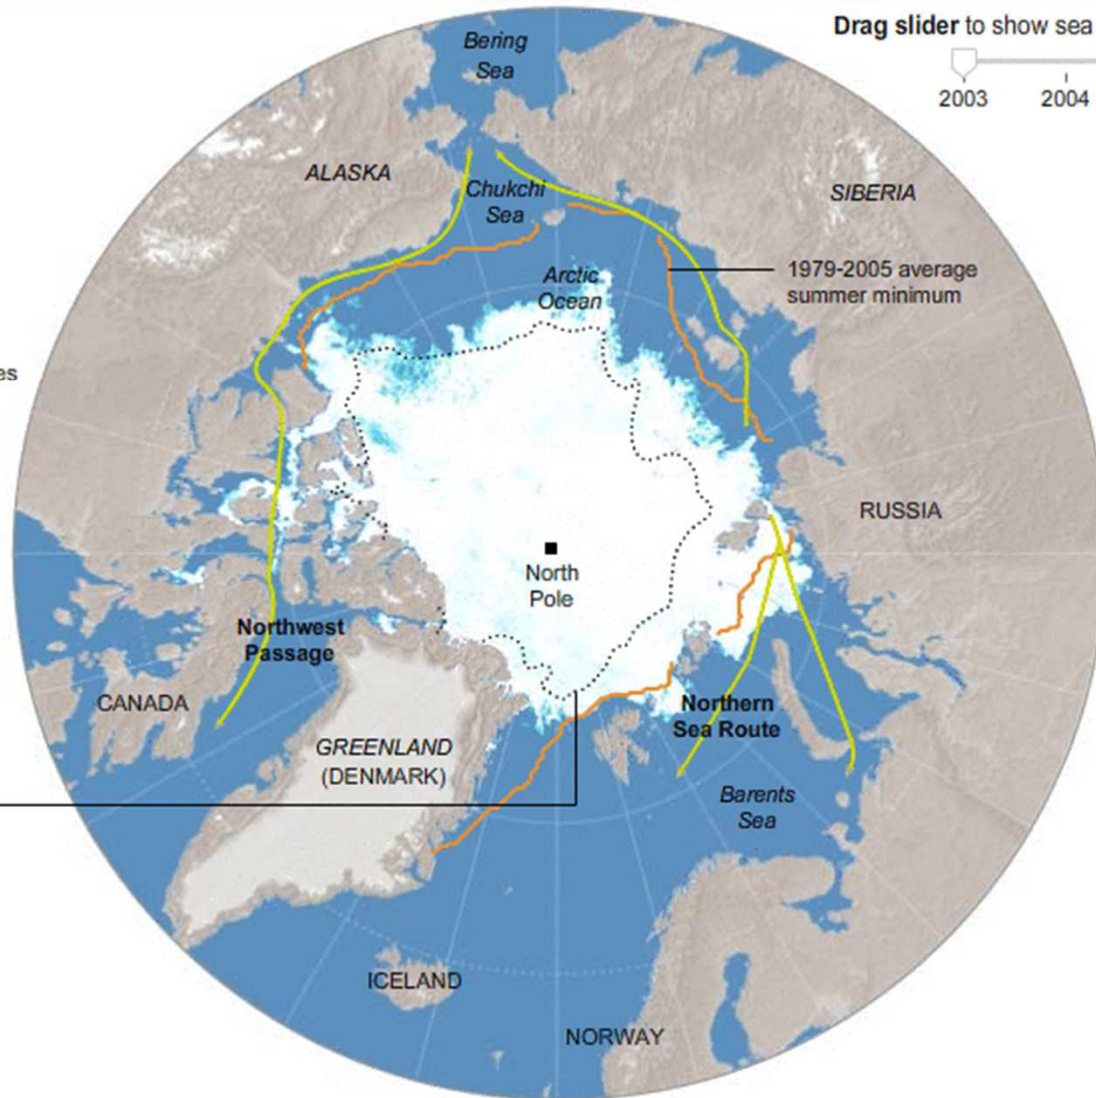 Drag slider to show sea
2003
2004
Bering
Sea
ALASKA
Chukchi
Sea
SIBERIA
Arctic
Ocean
1979-2005 average
summer minimum
es
RUSSIA
North
Pole
Northwest
Passage
CANADA
Northern
Sea Route
GREENLAND
(DENMARK)
Barents
Sea
ICELAND
NORWAY